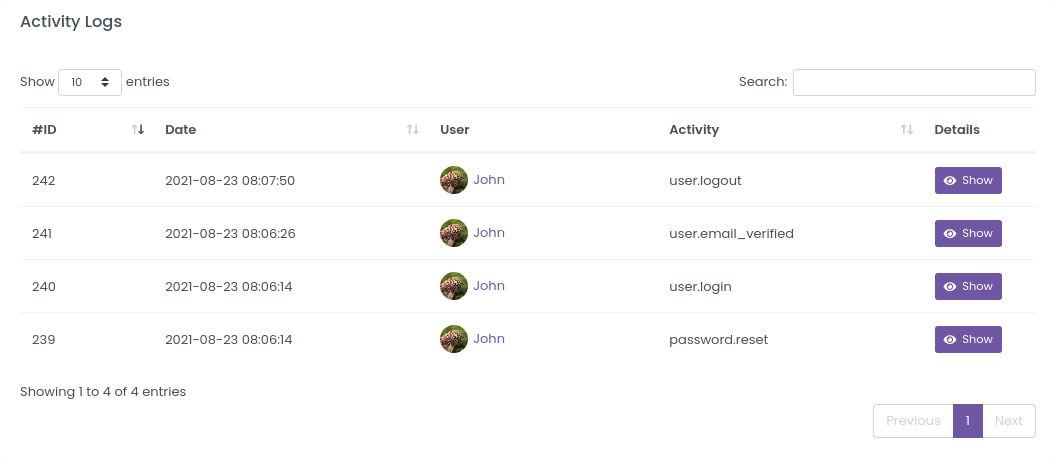 Activity Logs
Show 10 entries Search:
#ID Date User Activity Details
242 2021-08-23 08:07:50 John user.logout Show
241 2021-08-23 08:06:26 John user.email_verified Show
240 2021-08-23 08:06:14 John user.login Show
239 2021-08-23 08:06:14 John password.reset Show
Showing 1 to 4 of 4 entries
Previous 1 Next